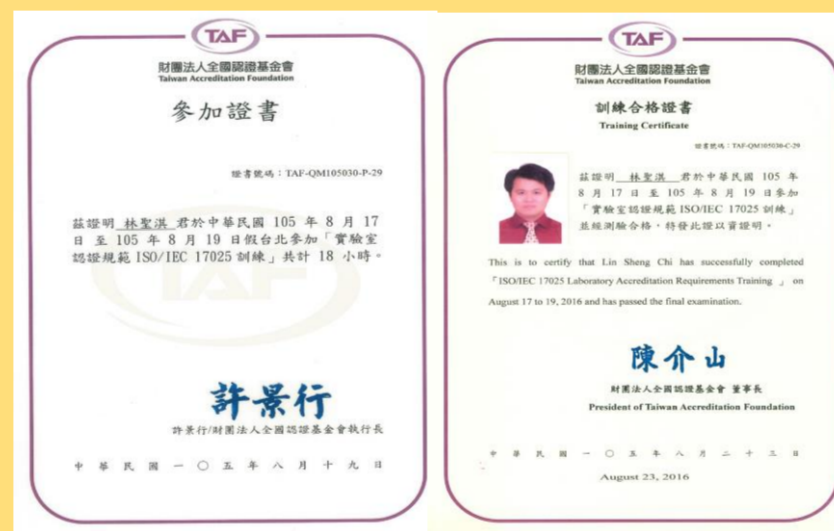 TAF
財團法人全國認證基金會
Taiwan Accreditation Foundation
參加證書
證書號碼：TAF-QM105030-P-29
茲證明 林聖淇 君於中華民國 105 年 8 月 17
日 至 105 年 8 月 19 日假台北參加「實驗室
認證規範 ISO/IEC 17025 訓練」共計 18 小時。
TAF
許景行
許景行/財團法人全國認證基金會執行長
中華民國一〇五年八月十九日
TAF
財團法人全國認證基金會
Taiwan Accreditation Foundation
訓練合格證書
Training Certificate
證書號碼：TAF-QM105030-C-29
茲證明 林聖淇 君於中華民國 105 年
8 月 17 日 至 105 年 8 月 19 日參加
「實驗室認證規範 ISO/IEC 17025 訓練」
並經測驗合格，特發此證以資證明。
This is to certify that Lin Sheng Chi has successfully completed
「ISO/IEC 17025 Laboratory Accreditation Requirements Training 」 on
August 17 to 19, 2016 and has passed the final examination.
陳介山
財團法人全國認證基金會 董事長
President of Taiwan Accreditation Foundation
中華民國一〇五年八月二十三日
August 23, 2016